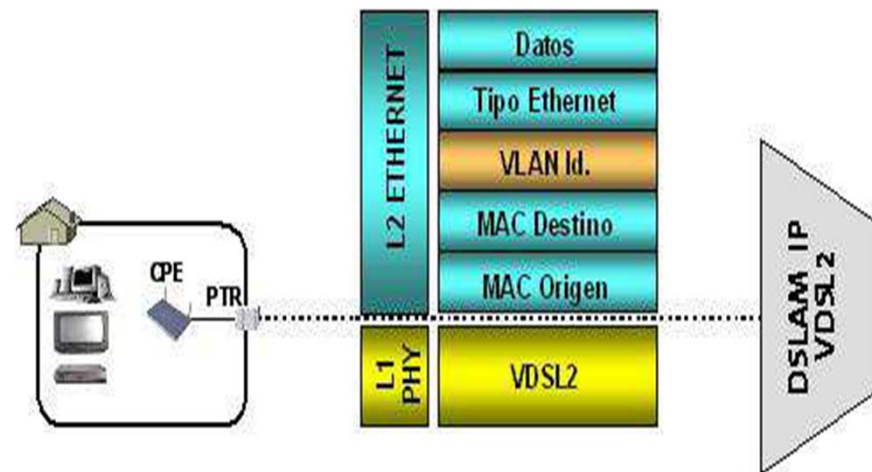 L2 ETHERNET
Datos
Tipo Ethernet
VLAN Id.
MAC Destino
MAC Origen
CPE
PTR
L1 PHY
VDSL2
DSLAM IP
VDSL2